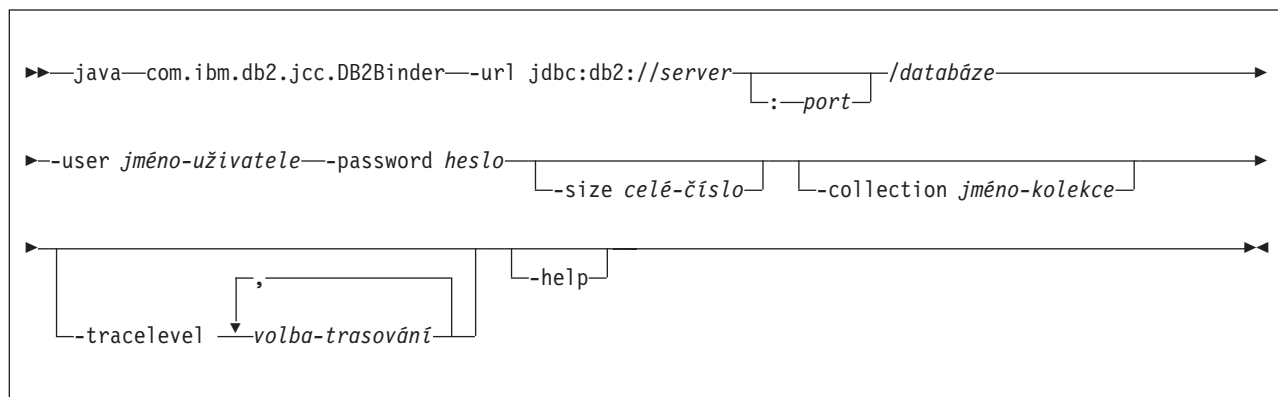 java com.ibm.db2.jcc.DB2Binder -url jdbc:db2://server /databáze
: port
-user jméno-uživatele -password heslo
-size celé-číslo -collection jméno-kolekce
,
-tracelevel volba-trasování
-help